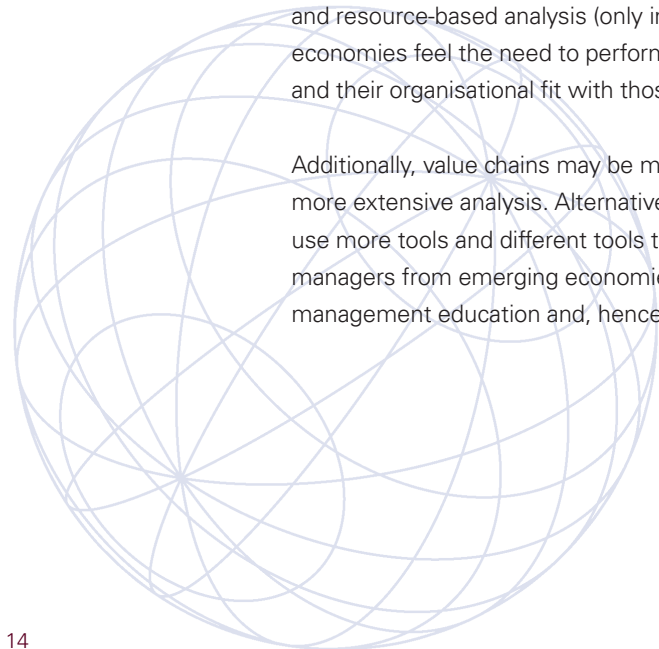 and resource-based analysis (only in
economies feel the need to perform
and their organisational fit with thos
Additionally, value chains may be m
more extensive analysis. Alternative
use more tools and different tools t
managers from emerging economie
management education and, hence
14